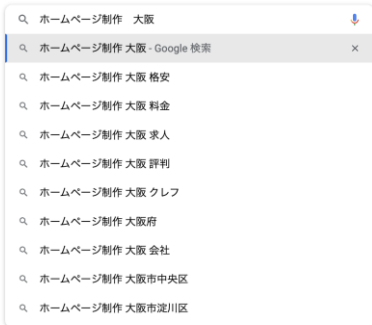 ホームページ制作　大阪
ホームページ制作 大阪 - Google 検索
ホームページ制作 大阪 格安
ホームページ制作 大阪 料金
ホームページ制作 大阪 求人
ホームページ制作 大阪 評判
ホームページ制作 大阪 クレフ
ホームページ制作 大阪府
ホームページ制作 大阪 会社
ホームページ制作 大阪市中央区
ホームページ制作 大阪市淀川区